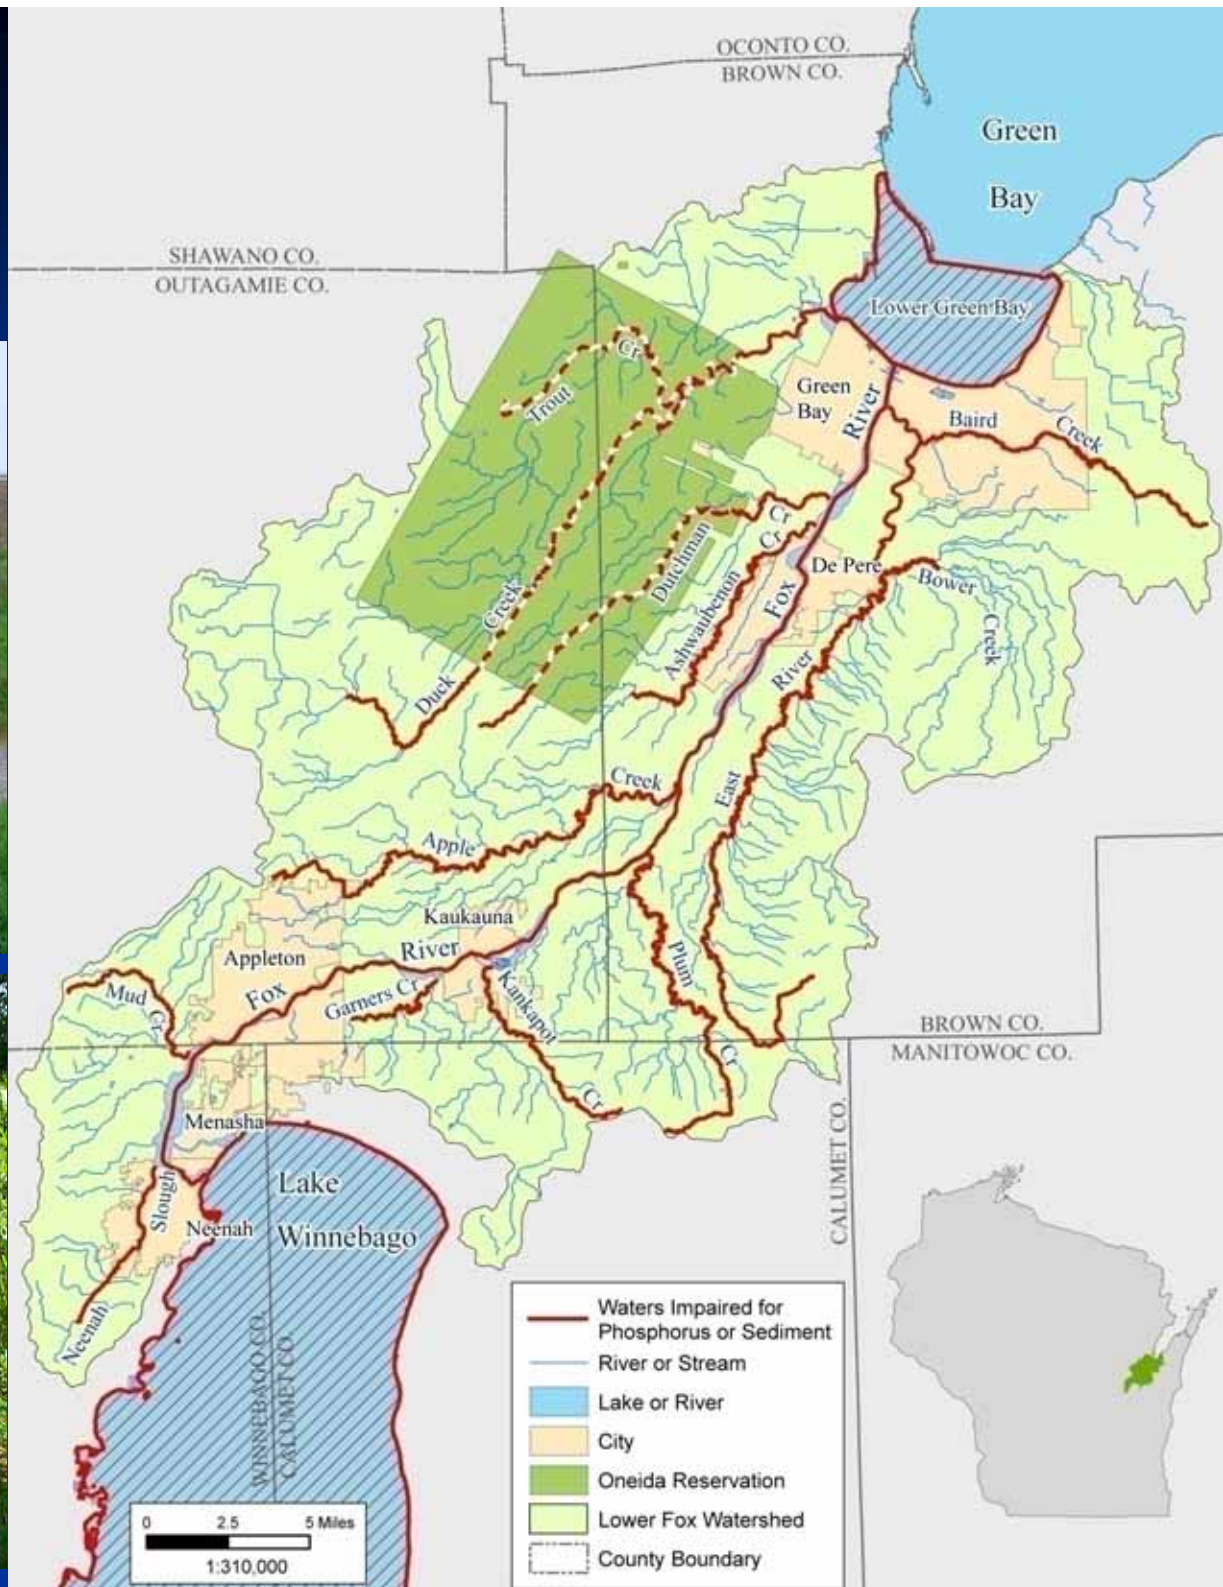 OCONTO CO.
BROWN CO.
Green
Bay
SHAWANO CO.
OUTAGAMIE CO.
Lower Green Bay
Cr
Trout
Green
Bay
River
Baird
Creek
Cr
Cr
Dutchman
De Pere
Bower
Creek
Creek
Ashwaubenon
Fox
River
Duck
Creek
East
Apple
Kaukauna
River
Appleton
Plum
Fox
Garners Cr
Kankapot
Mud
Cr
BROWN CO.
MANITOWOC CO.
Cr
Cr
Menasha
CALUMET CO.
Lake
Slough
Neenah
Winnebago
Neenah
WINNEBAGO CO.
CALUMET CO.
Waters Impaired for
Phosphorus or Sediment
River or Stream
Lake or River
City
Oneida Reservation
Lower Fox Watershed
County Boundary
0 2.5 5 Miles
1:310,000